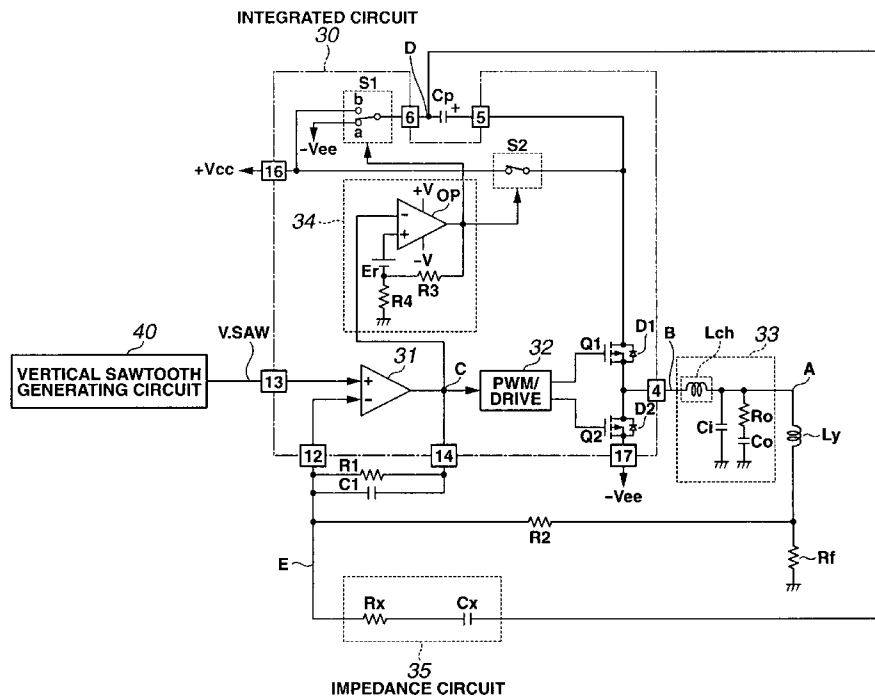 INTEGRATED CIRCUIT
30
D
S1
b
a
-Vee
6
Cp
+
5
S2
+Vcc
16
34
+V
OP
-
+
-V
Er
R3
R4
40
V.SAW
VERTICAL SAWTOOTH
GENERATING CIRCUIT
13
31
+
-
C
32
PWM/
DRIVE
Q1
D1
Q2
D2
B
4
Lch
33
A
Ci
Ro
Co
Ly
12
14
17
R1
C1
-Vee
R2
Rf
E
Rx
Cx
35
IMPEDANCE CIRCUIT